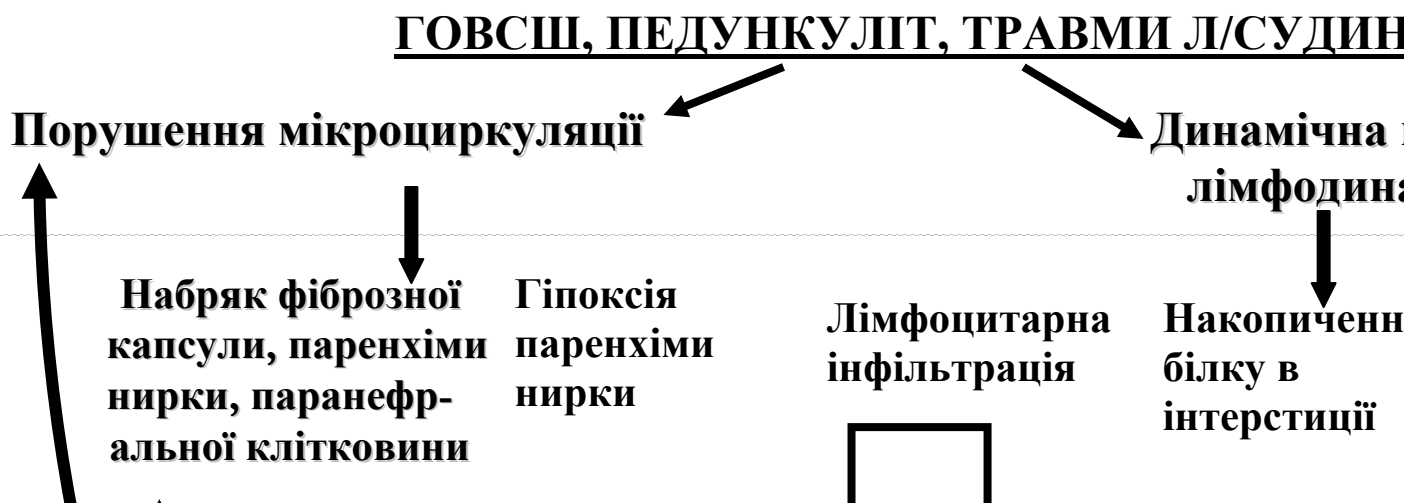 ГОВСШ, ПЕДУНКУЛІТ, ТРАВМИ Л/СУДИН
Порушення мікроциркуляції
Динамічна
Набряк фіброзної
капсули, паренхіми
нирки, паранефр-
альної клітковини
Гіпоксія
паренхіми
нирки
Лімфоцитарна
інфільтрація
білку в
інтерстиції